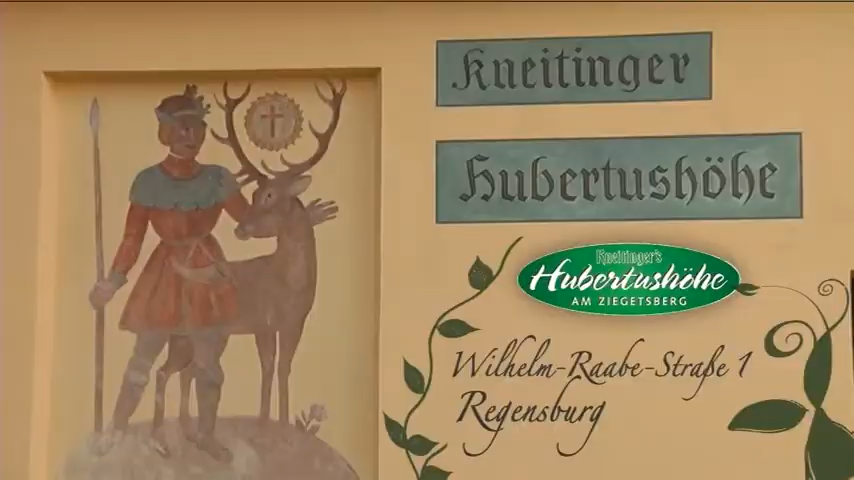 Kneitinger
Hubertushöhe
Kneitinger's
Hubertushöhe
AM ZIEGETSBERG
Wilhelm-Raabe-Straße 1
Regensburg